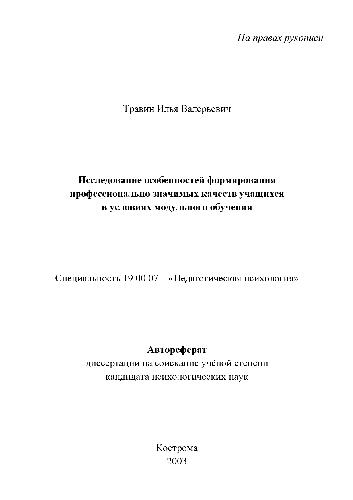 На правах рукописи
Травин Илья Валерьевич
Исследование особенностей формирования
профессионально значимых качеств учащихся
в условиях модульного обучения
Специальность 19.00.07 – «Педагогическая психология»
Автореферат
диссертации на соискание учёной степени
кандидата психологических наук
Кострома
2003